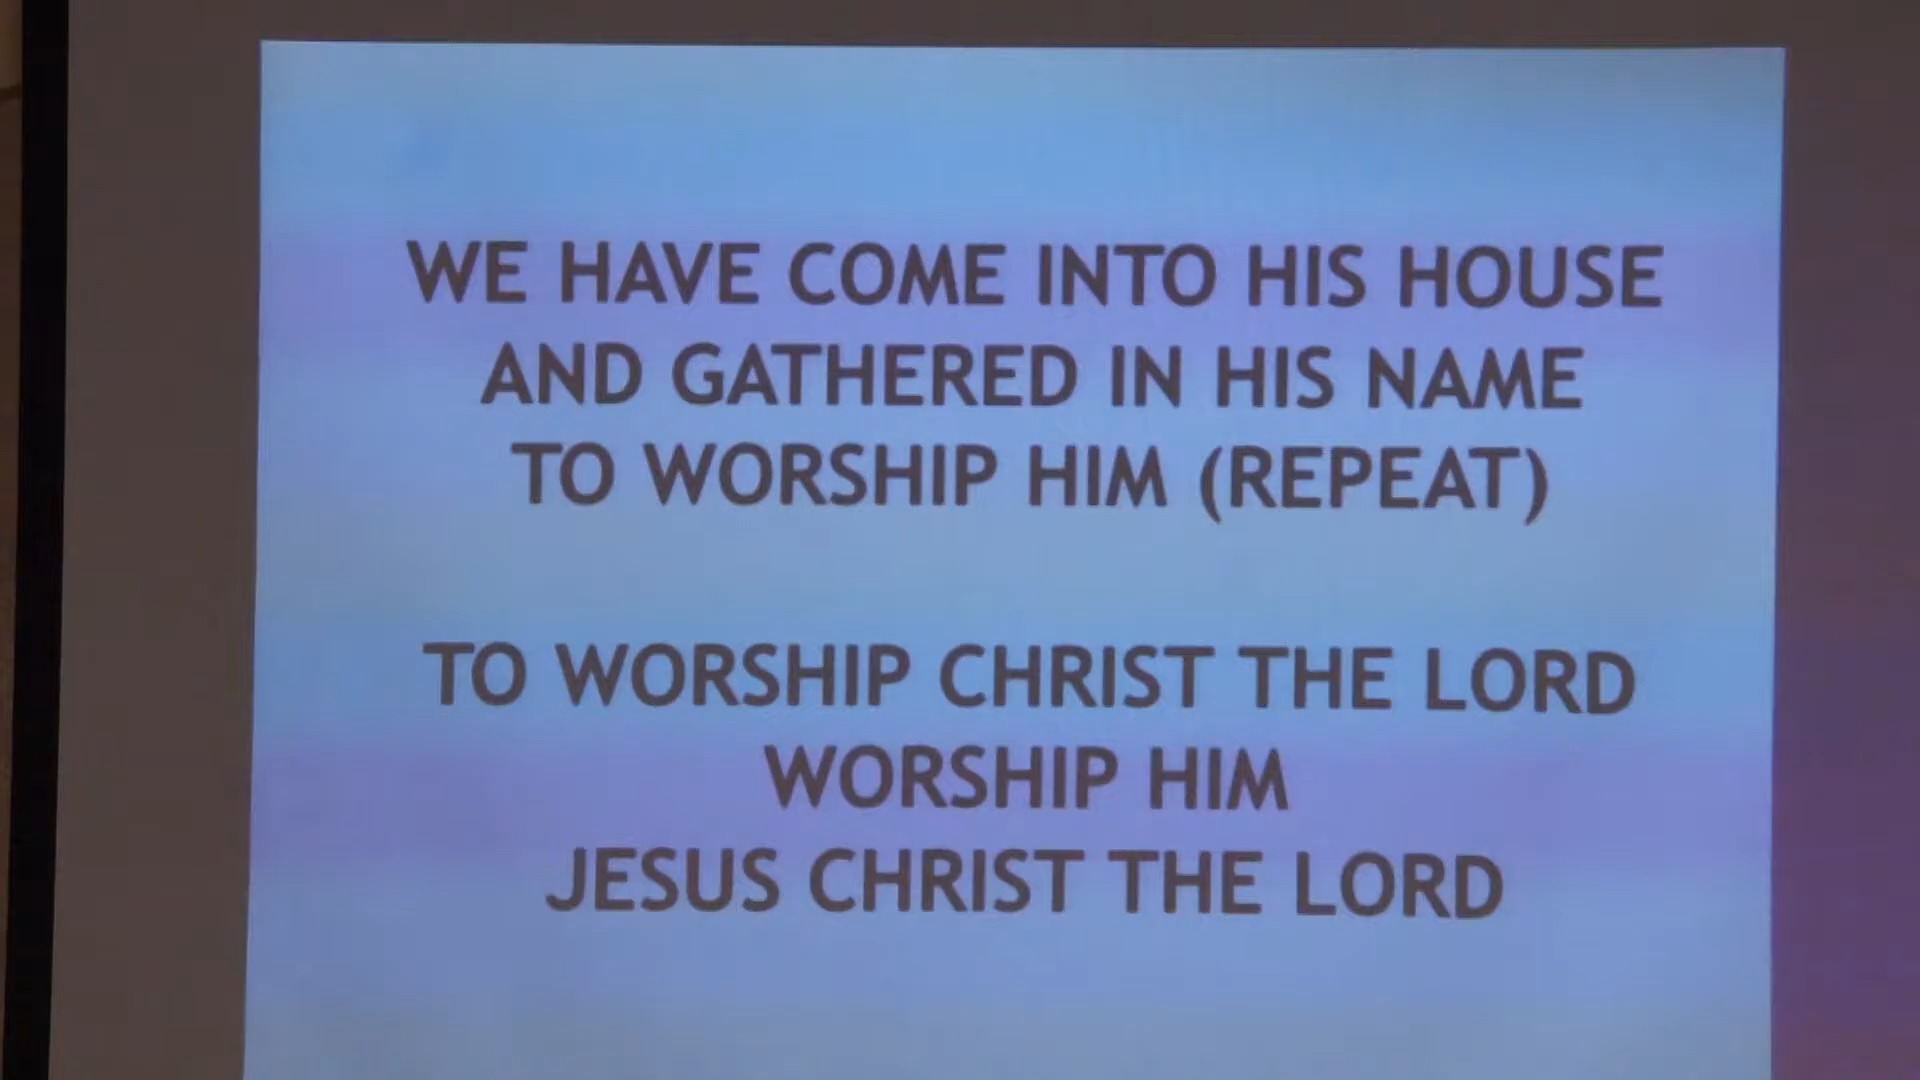 WE HAVE COME INTO HIS HOUSE
AND GATHERED IN HIS NAME
TO WORSHIP HIM (REPEAT)
TO WORSHIP CHRIST THE LORD
WORSHIP HIM
JESUS CHRIST THE LORD